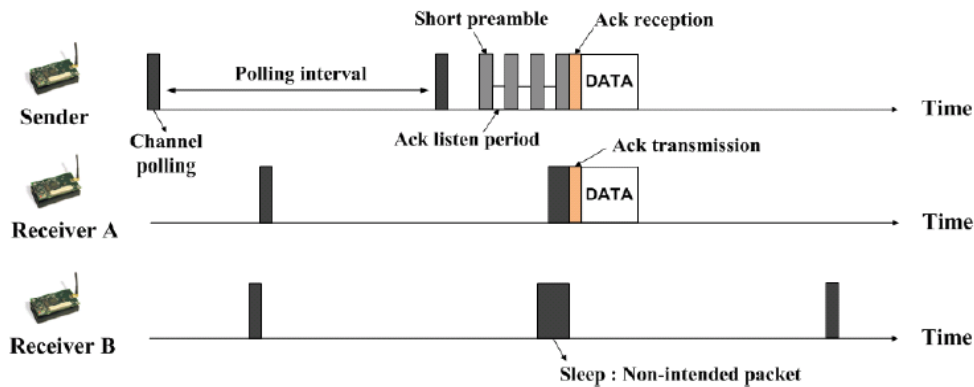 Short preamble
Ack reception
Polling interval
DATA
Sender
Time
Channel polling
Ack listen period
Ack transmission
DATA
Receiver A
Time
Receiver B
Time
Sleep : Non-intended packet